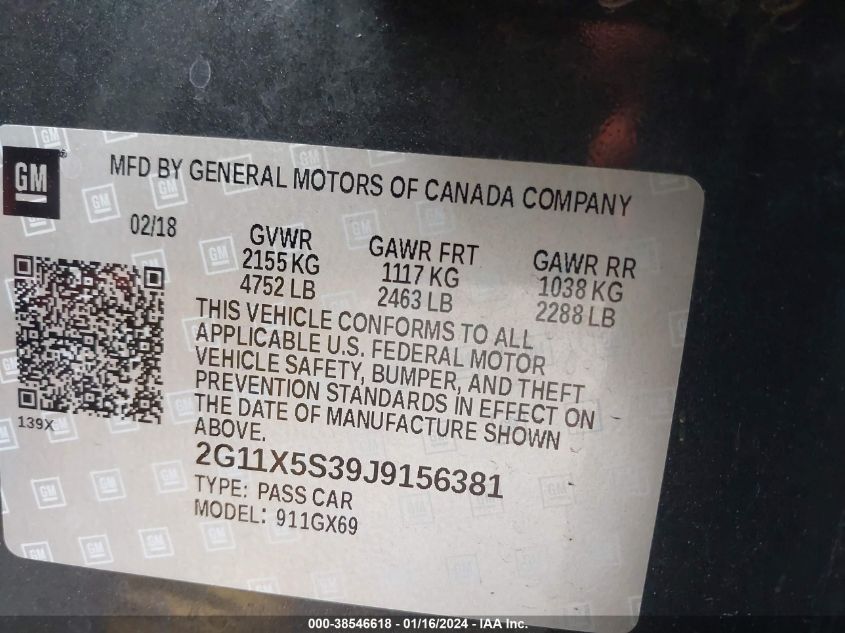 GM ®
MFD BY GENERAL MOTORS OF CANADA COMPANY
02/18
GVWR
2155 KG
4752 LB
GAWR FRT
1117 KG
2463 LB
GAWR RR
1038 KG
2288 LB
THIS VEHICLE CONFORMS TO ALL
APPLICABLE U.S. FEDERAL MOTOR
VEHICLE SAFETY, BUMPER, AND THEFT
PREVENTION STANDARDS IN EFFECT ON
THE DATE OF MANUFACTURE SHOWN
ABOVE.
139X
2G11X5S39J9156381
TYPE: PASS CAR
MODEL: 911GX69
000-38546618 - 01/16/2024 - IAA Inc.